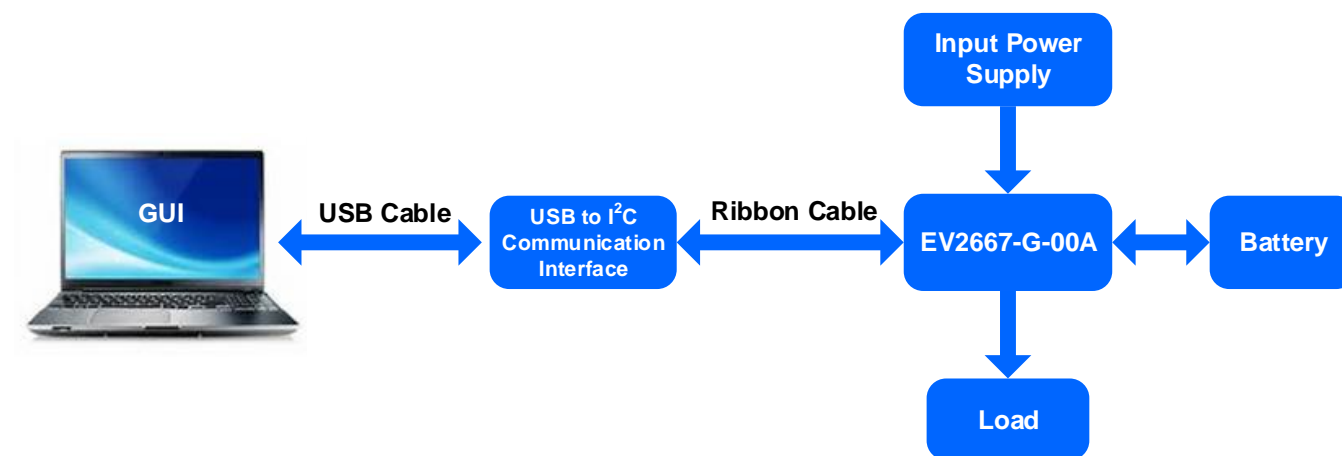 Input Power
Supply
GUI
USB Cable
USB to I²C
Communication
Interface
Ribbon Cable
EV2667-G-00A
Battery
Load